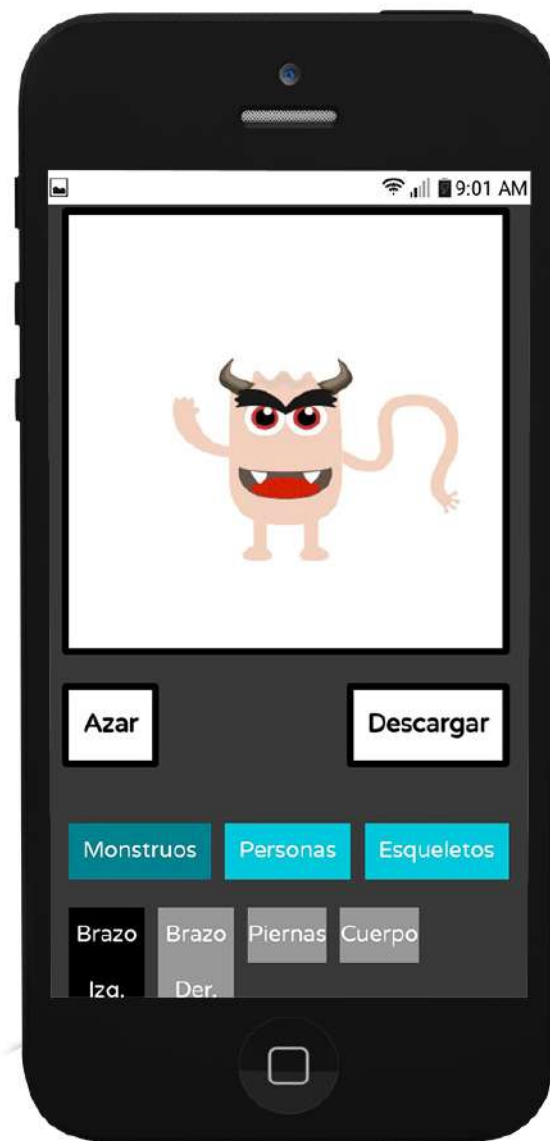 9:01 AM
Azar
Descargar
Monstruos
Personas
Esqueletos
Brazo
Izq.
Brazo
Der.
Piernas
Cuerpo